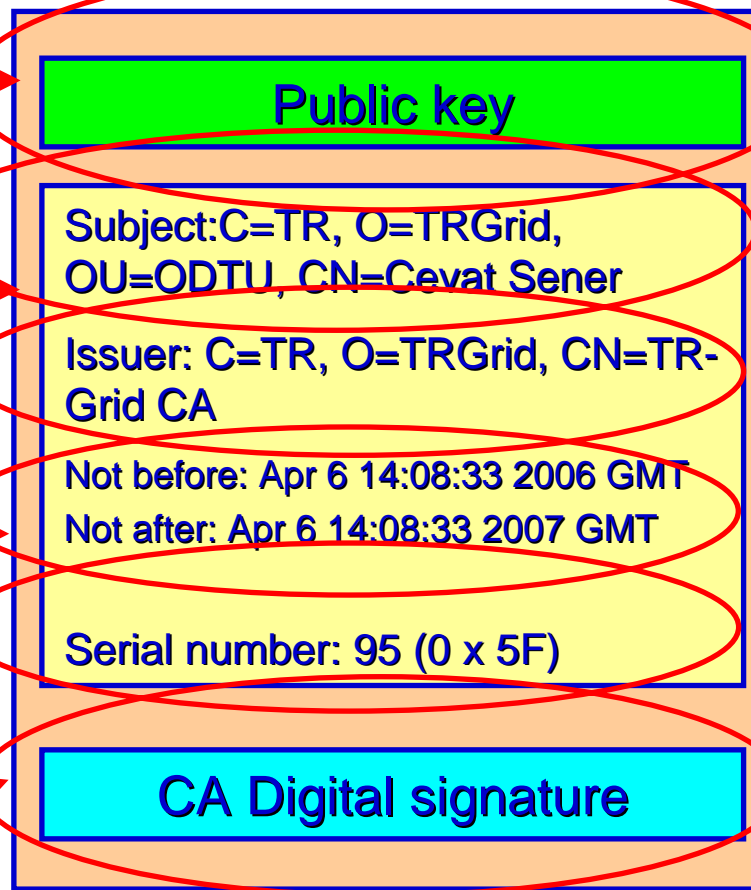 Public key
Subject:C=TR, O=TRGrid,
OU=ODTU, CN=Cevat Sener
Issuer: C=TR, O=TRGrid, CN=TR-
Grid CA
Not before: Apr 6 14:08:33 2006 GMT
Not after: Apr 6 14:08:33 2007 GMT
Serial number: 95 (0 x 5F)
CA Digital signature